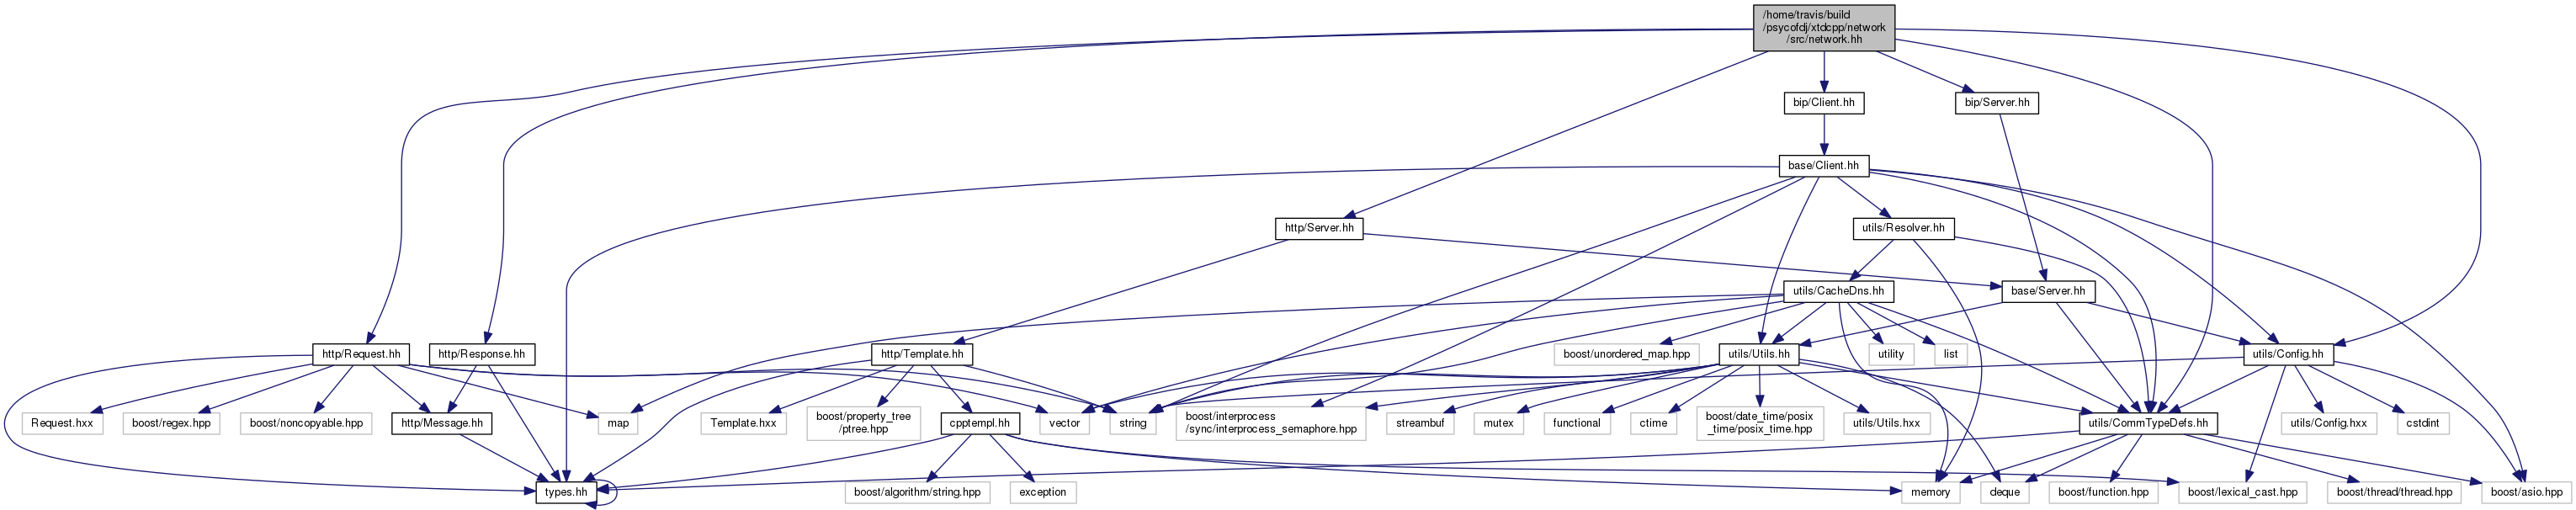 /home/travis/build
/psycofdj/xtdcpp/network
/src/network.hh
bip/Client.hh
bip/Server.hh
base/Client.hh
http/Server.hh
utils/Resolver.hh
utils/CacheDns.hh
base/Server.hh
http/Request.hh
http/Response.hh
http/Template.hh
boost/unordered_map.hpp
utils/Utils.hh
utility
list
utils/Config.hh
Request.hxx
boost/regex.hpp
boost/noncopyable.hpp
http/Message.hh
map
Template.hxx
boost/property_tree
/ptree.hpp
cpptempl.hh
vector
string
boost/interprocess
/sync/interprocess_semaphore.hpp
streambuf
mutex
functional
ctime
boost/date_time/posix
_time/posix_time.hpp
utils/Utils.hxx
utils/CommTypeDefs.hh
utils/Config.hxx
cstdint
types.hh
boost/algorithm/string.hpp
exception
memory
deque
boost/function.hpp
boost/lexical_cast.hpp
boost/thread/thread.hpp
boost/asio.hpp